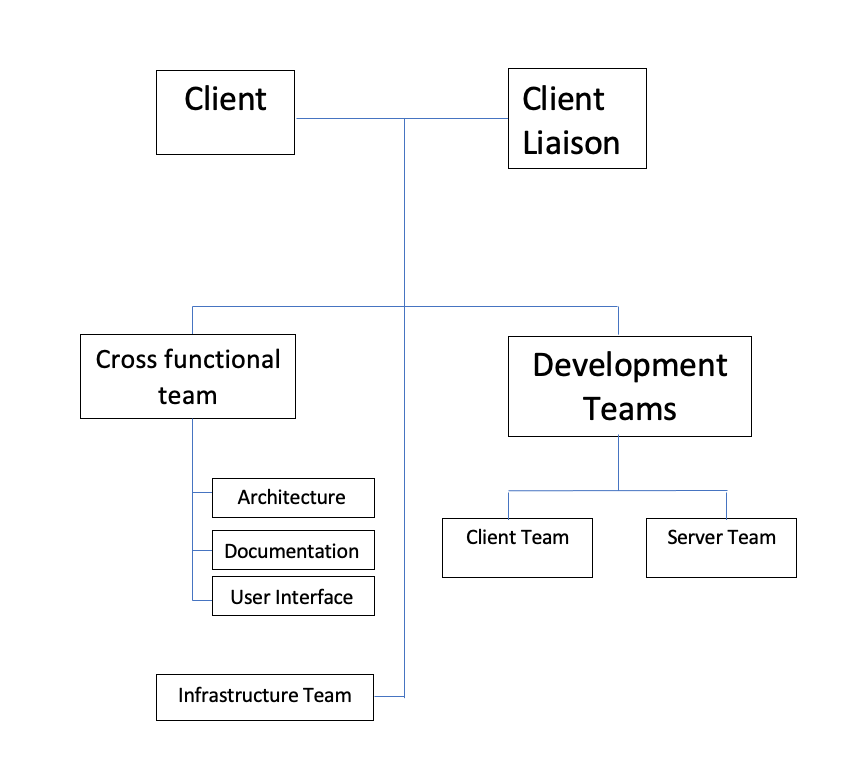 Client
Client
Liaison
Cross functional
team
Development
Teams
Architecture
Documentation
User Interface
Client Team
Server Team
Infrastructure Team